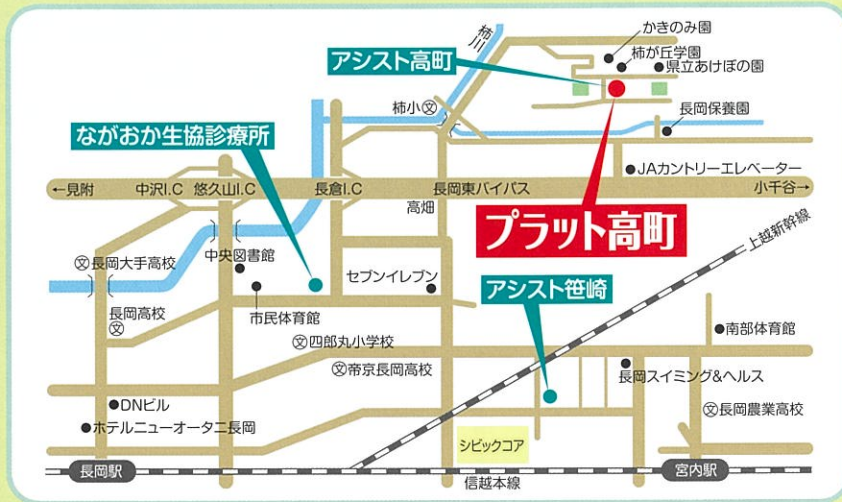 かきのみ園
柿川
柿が丘学園
アシスト高町
県立あけぼの園
柿小文
長岡保養園
ながおか生協診療所
JAカントリーエレベーター
←見附
中沢I.C
悠久山I.C
長倉I.C
長岡東バイパス
小千谷→
高畑
プラット高町
上越新幹線
文長岡大手高校
中央図書館
セブンイレブン
アシスト笹崎
長岡高校
文
市民体育館
文四郎丸小学校
南部体育館
文帝京長岡高校
長岡スイミング&ヘルス
DNビル
文長岡農業高校
ホテルニューオータニ長岡
シビックコア
長岡駅
信越本線
宮内駅